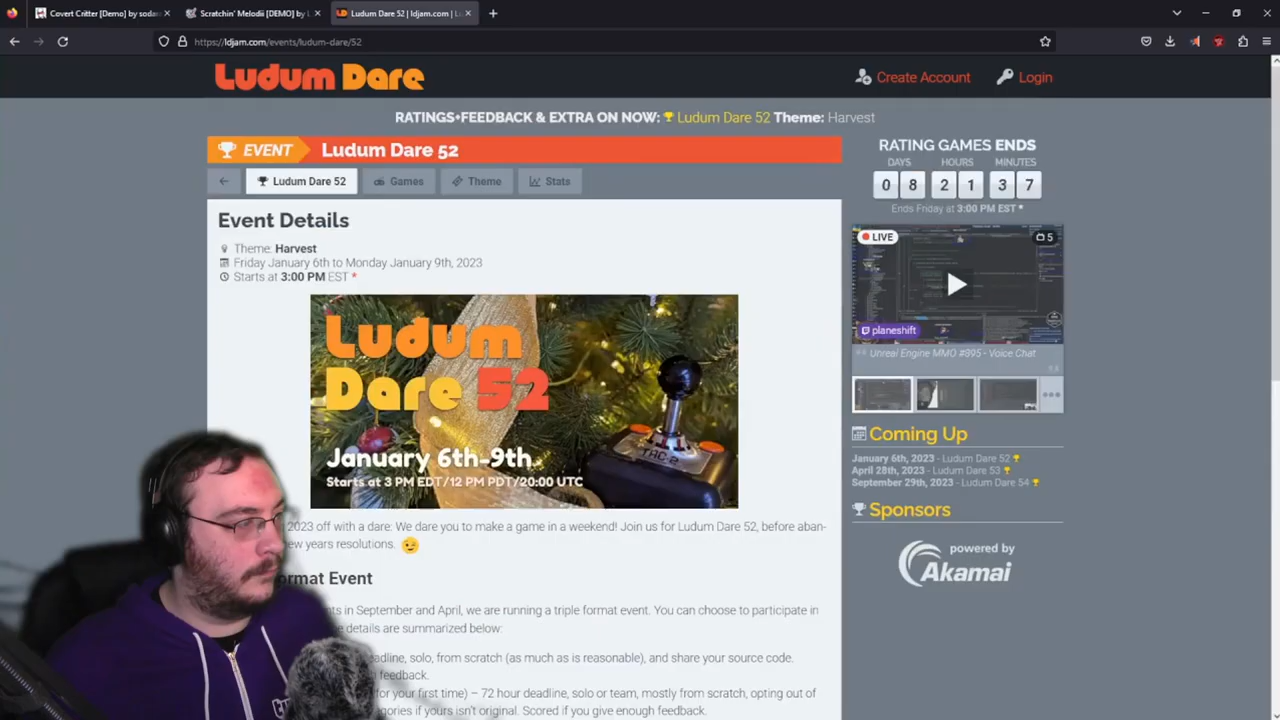 Covert Critter [Demo] by sodar
Scratchin' Melodii [DEMO] by L
Ludum Dare 52 | ldjam.com | Lu
https://ldjam.com/events/ludum-dare/52
Ludum Dare
Create Account
Login
RATINGS+FEEDBACK & EXTRA ON NOW: Ludum Dare 52 Theme: Harvest
EVENT
Ludum Dare 52
Ludum Dare 52
Games
Theme
Stats
Event Details
Theme: Harvest
Friday January 6th to Monday January 9th, 2023
Starts at 3:00 PM EST *
Ludum
Dare 52
January 6th-9th
Starts at 3 PM EDT/12 PM PDT/20:00 UTC
TAC-2
2023 off with a dare: We dare you to make a game in a weekend! Join us for Ludum Dare 52, before aban-
new years resolutions. 😉
ormat Event
nts in September and April, we are running a triple format event. You can choose to participate in
e details are summarized below:
adline, solo, from scratch (as much as is reasonable), and share your source code.
feedback.
for your first time) – 72 hour deadline, solo or team, mostly from scratch, opting out of
egories if yours isn't original. Scored if you give enough feedback.
RATING GAMES ENDS
DAYS HOURS MINUTES
0 8 2 1 3 7
Ends Friday at 3:00 PM EST *
LIVE
5
planeshift
Unreal Engine MMO #895 - Voice Chat
Coming Up
January 6th, 2023 - Ludum Dare 52
April 28th, 2023 - Ludum Dare 53
September 29th, 2023 - Ludum Dare 54
Sponsors
powered by
Akamai